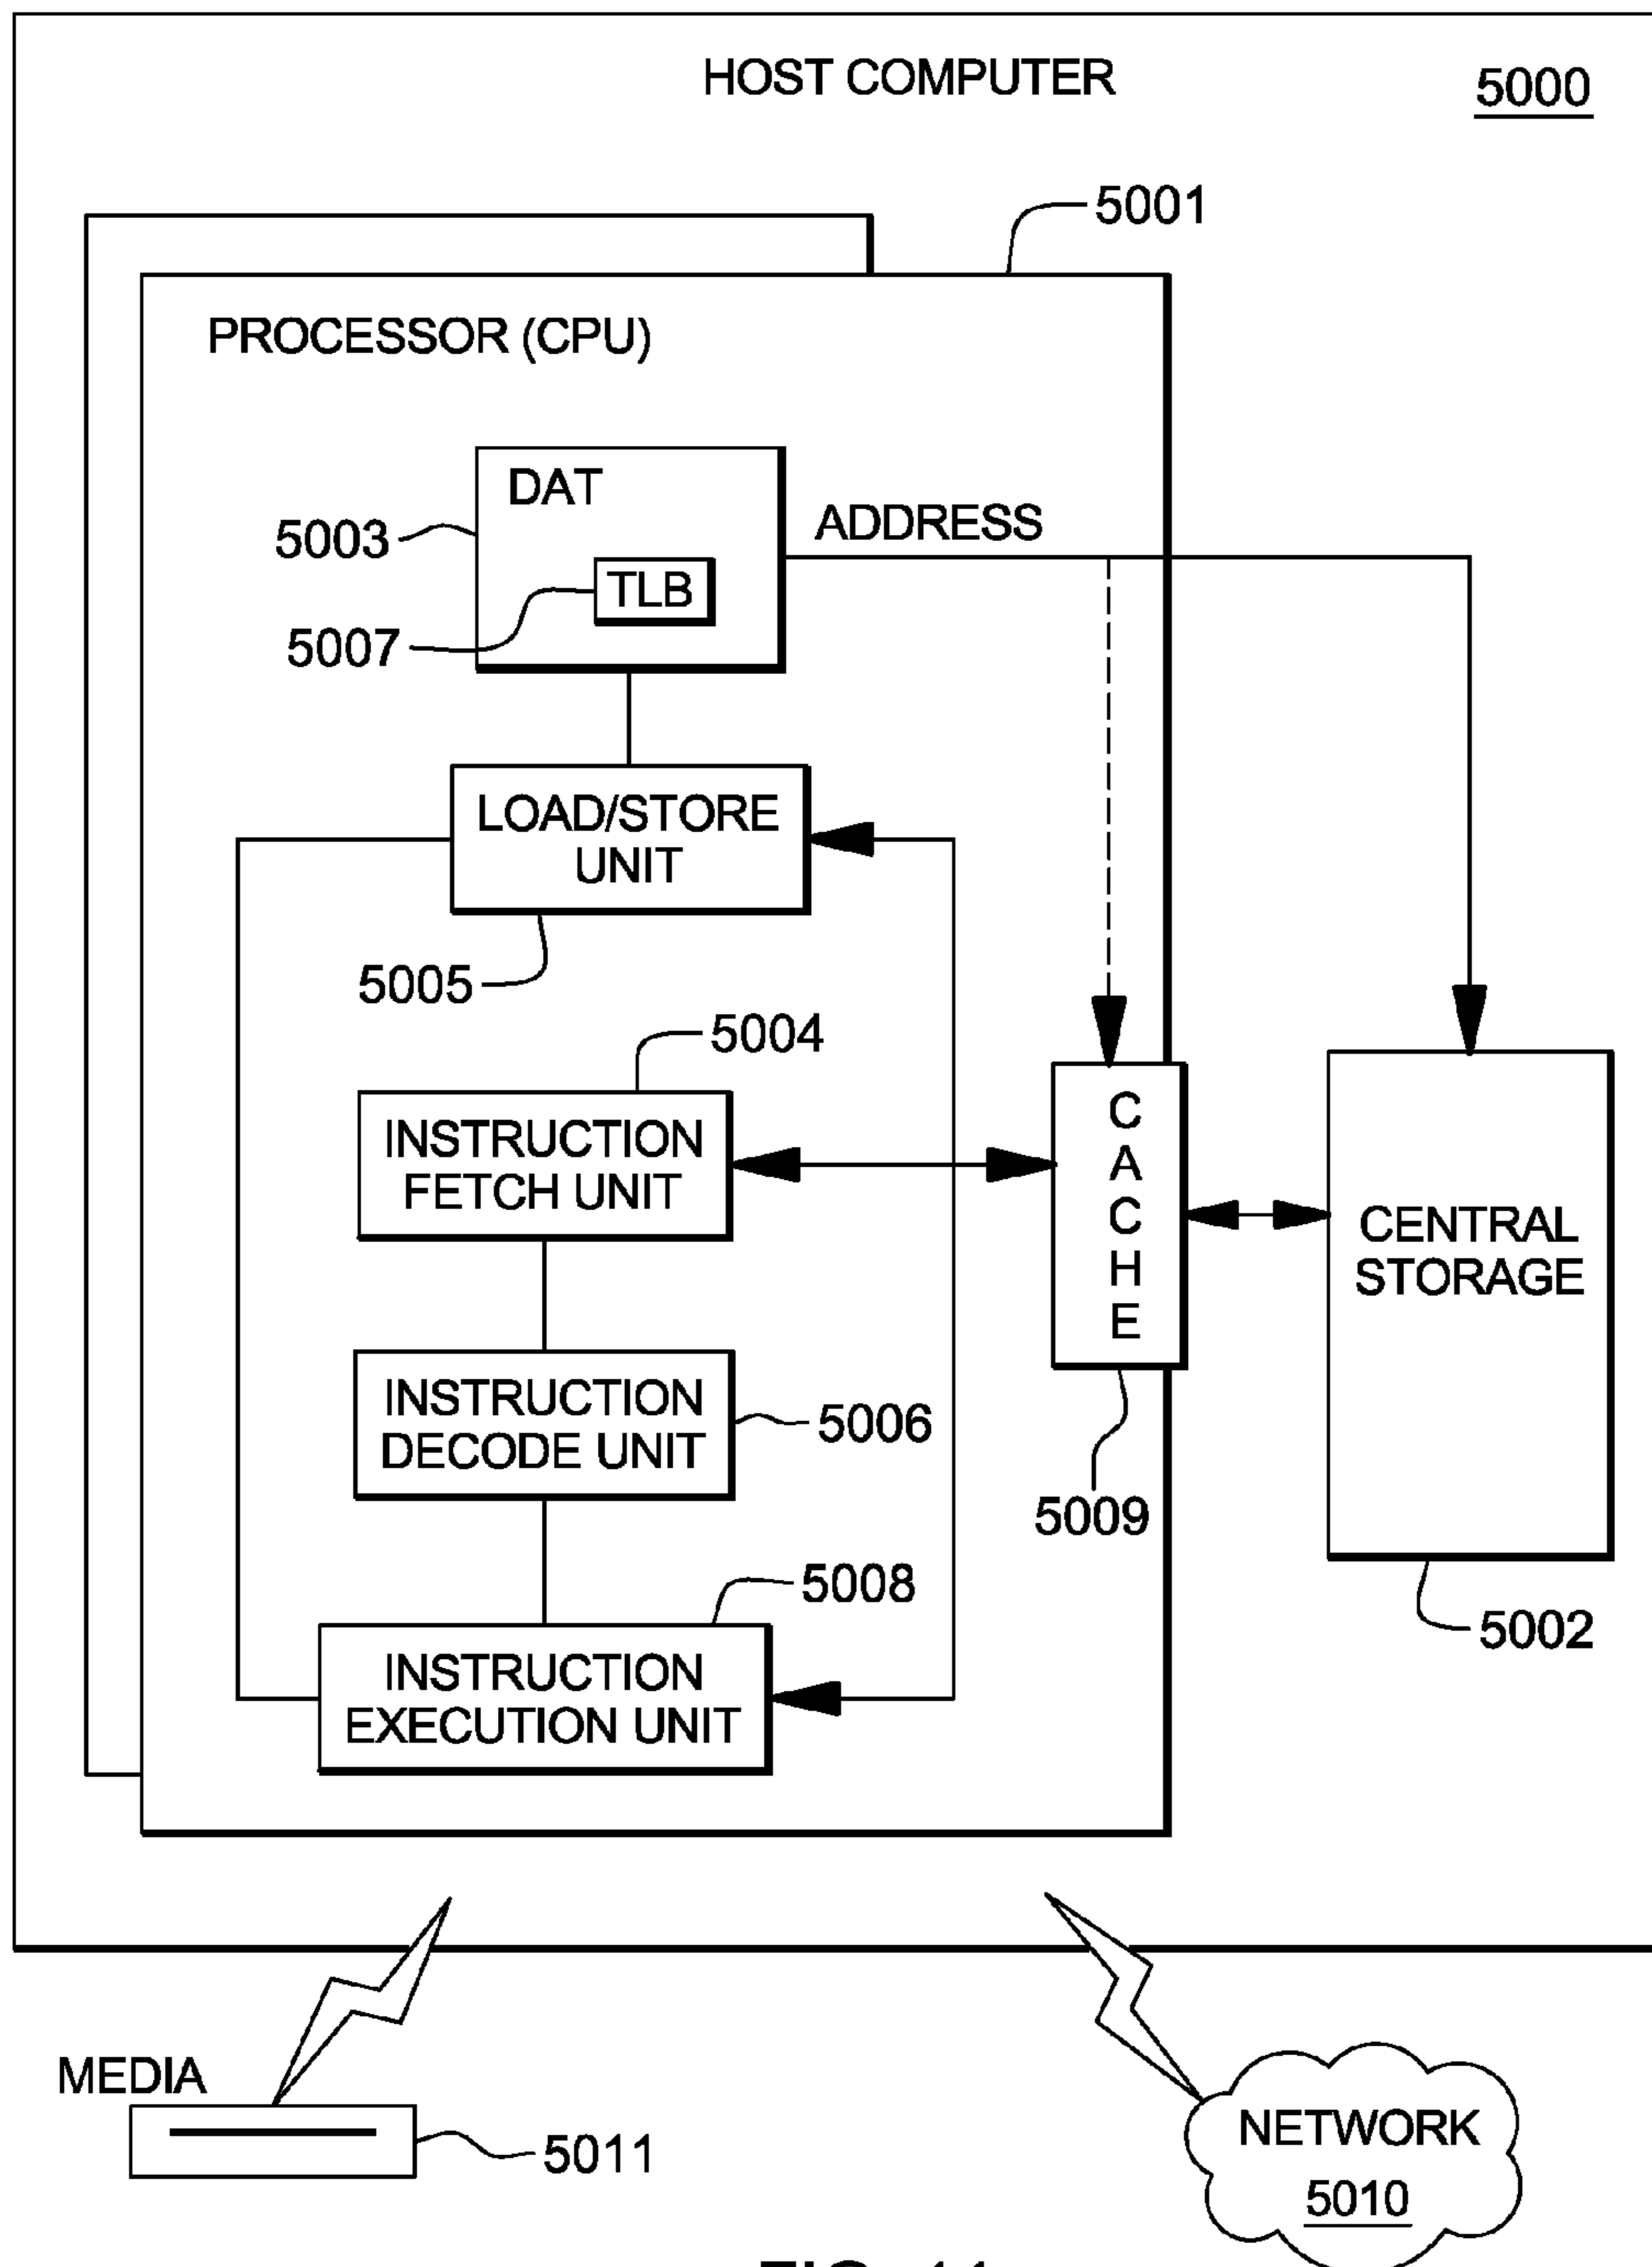 HOST COMPUTER
5000
5001
PROCESSOR (CPU)
DAT
5003
ADDRESS
TLB
5007
LOAD/STORE
UNIT
5005
5004
INSTRUCTION
FETCH UNIT
C
A
C
H
E
CENTRAL
STORAGE
INSTRUCTION
DECODE UNIT
5006
5009
5008
5002
INSTRUCTION
EXECUTION UNIT
MEDIA
5011
NETWORK
5010